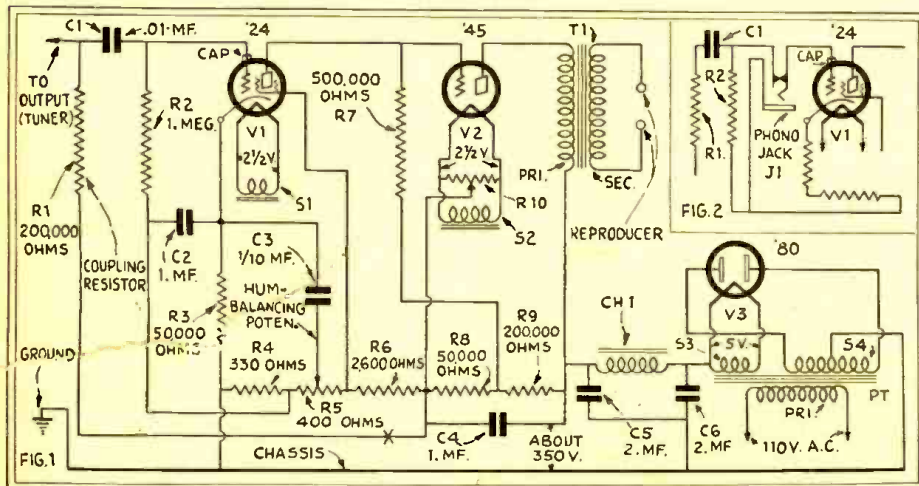 C1
.01-MF.
'24
CAP
TO
OUTPUT
(TUNER)
R2
1. MEG.
V1
2½V.
S1
R1
200,000
OHMS
COUPLING
RESISTOR
C2
1. MF.
C3
1/10 MF.
HUM-
BALANCING
POTEN.
R3
50,000
OHMS
R4
330 OHMS
R5
400 OHMS
R6
2600 OHMS
GROUND
FIG.1
CHASSIS
'45
500,000
OHMS
R7
V2
2½V.
R10
S2
R8
50,000
OHMS
R9
200,000
OHMS
C4
1. MF.
ABOUT
350 V.
T1
PRI.
SEC.
REPRODUCER
CH 1
C5
2. MF.
C6
2. MF
'80
V3
5 V.
S3
S4
PT
PRI
110V. A.C.
C1
'24
CAP
R2
R1.
PHONO
JACK
J1
V1
FIG.2